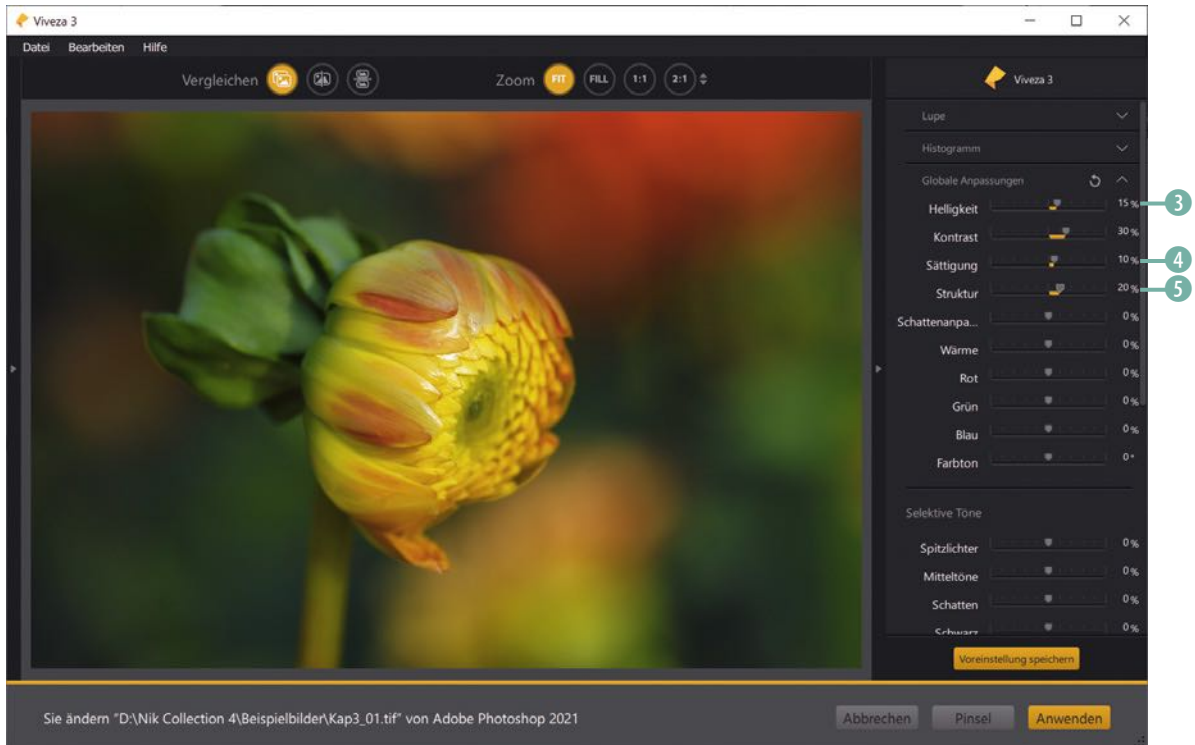 Viveza 3
Datei Bearbeiten Hilfe
Vergleichen
Zoom FIT FILL 1:1 2:1
Viveza 3
Lupe
Histogramm
Globale Anpassungen
Helligkeit 15 % 3
Kontrast 30 %
Sättigung 10 % 4
Struktur 20 % 5
Schattenanpa... 0 %
Wärme 0 %
Rot 0 %
Grün 0 %
Blau 0 %
Farbton 0 °
Selektive Töne
Spitzlichter 0 %
Mitteltöne 0 %
Schatten 0 %
Schwarz 0 %
Voreinstellung speichern
Sie ändern "D:\Nik Collection 4\Beispielbilder\Kap3_01.tif" von Adobe Photoshop 2021
Abbrechen Pinsel Anwenden